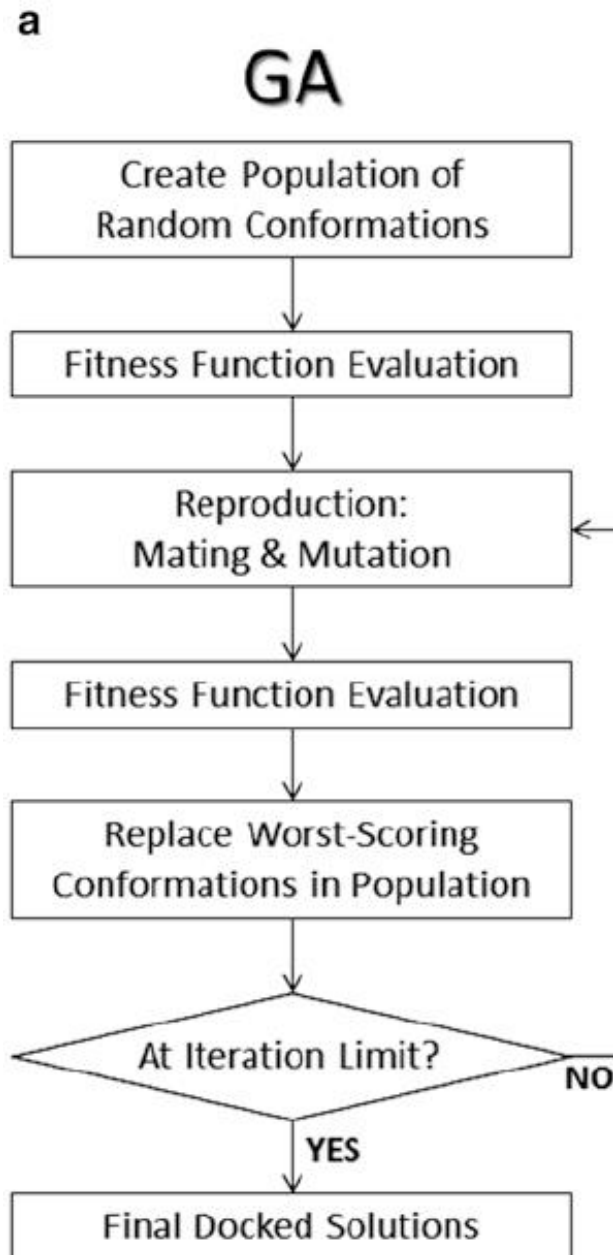 a
GA
Create Population of
Random Conformations
Fitness Function Evaluation
Reproduction:
Mating & Mutation
Fitness Function Evaluation
Replace Worst-Scoring
Conformations in Population
At Iteration Limit?
NO
YES
Final Docked Solutions